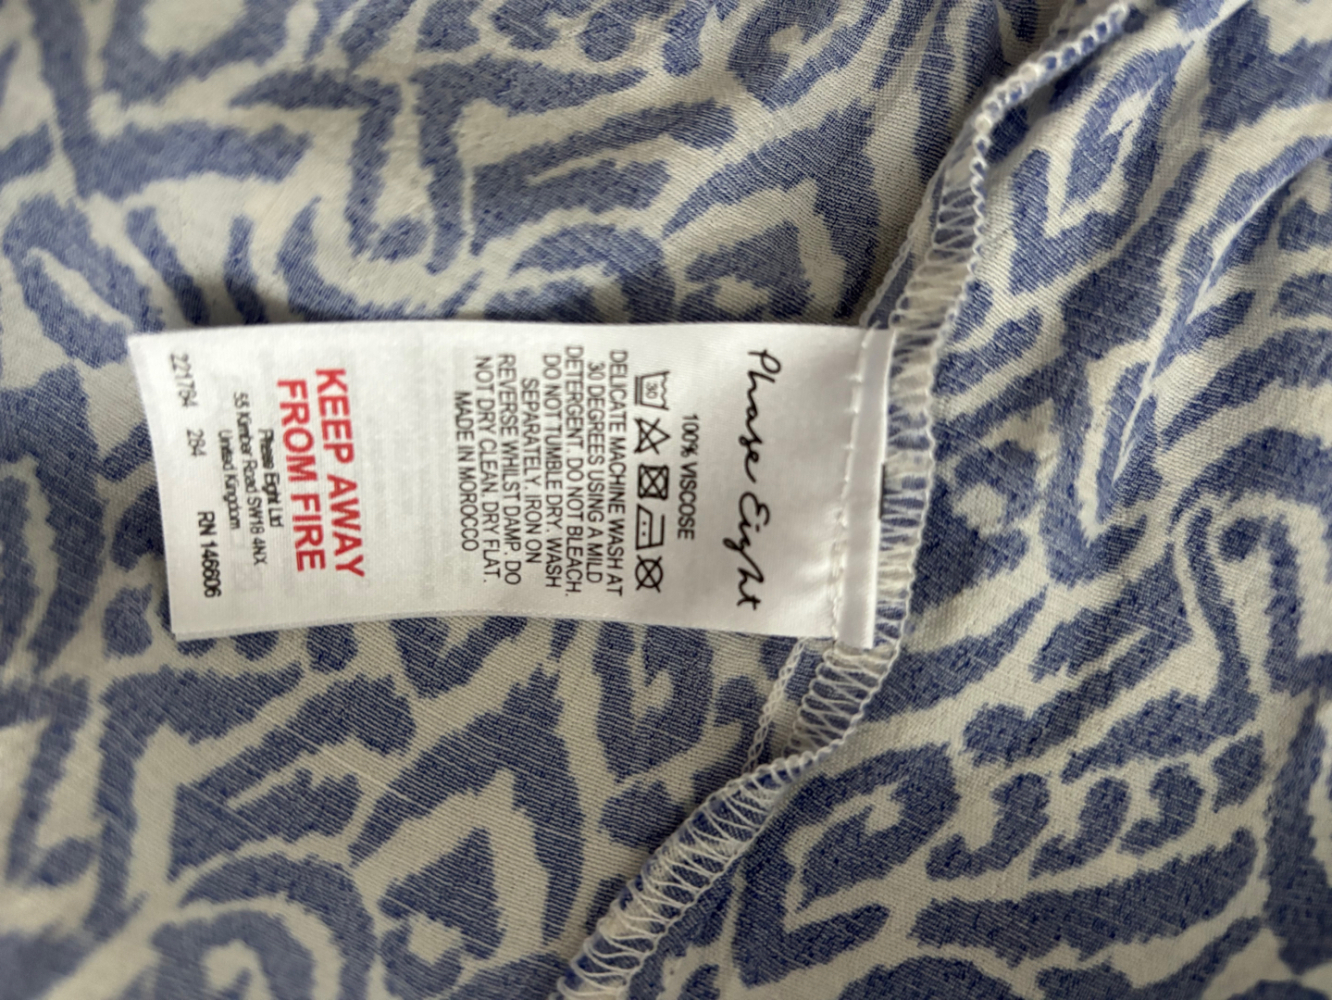 Phase Eight
100% VISCOSE
30
DELICATE MACHINE WASH AT
30 DEGREES USING A MILD
DETERGENT. DO NOT BLEACH.
DO NOT TUMBLE DRY. WASH
SEPARATELY. IRON ON
REVERSE WHILST DAMP. DO
NOT DRY CLEAN. DRY FLAT.
MADE IN MOROCCO
KEEP AWAY
FROM FIRE
Phase Eight Ltd
55 Kimber Road SW18 4NX
United Kingdom
221784 284 RN 146606